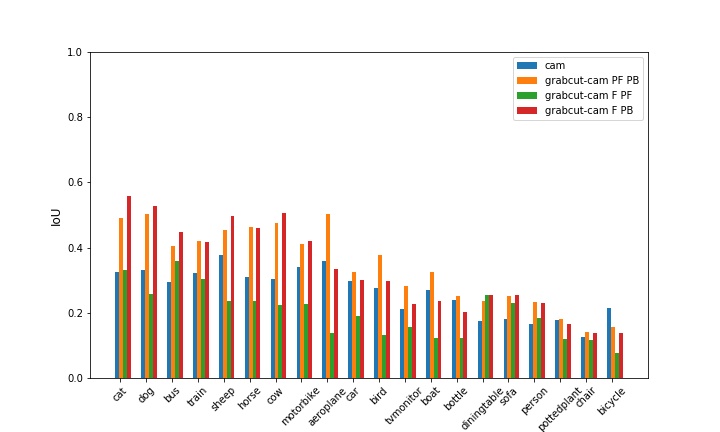 1.0
0.8
0.6
0.4
0.2
0.0
IoU
cam
grabcut-cam PF PB
grabcut-cam F PF
grabcut-cam F PB
cat
dog
bus
train
sheep
horse
cow
motorbike
aeroplane
car
bird
tvmonitor
boat
bottle
diningtable
sofa
person
pottedplant
chair
bicycle